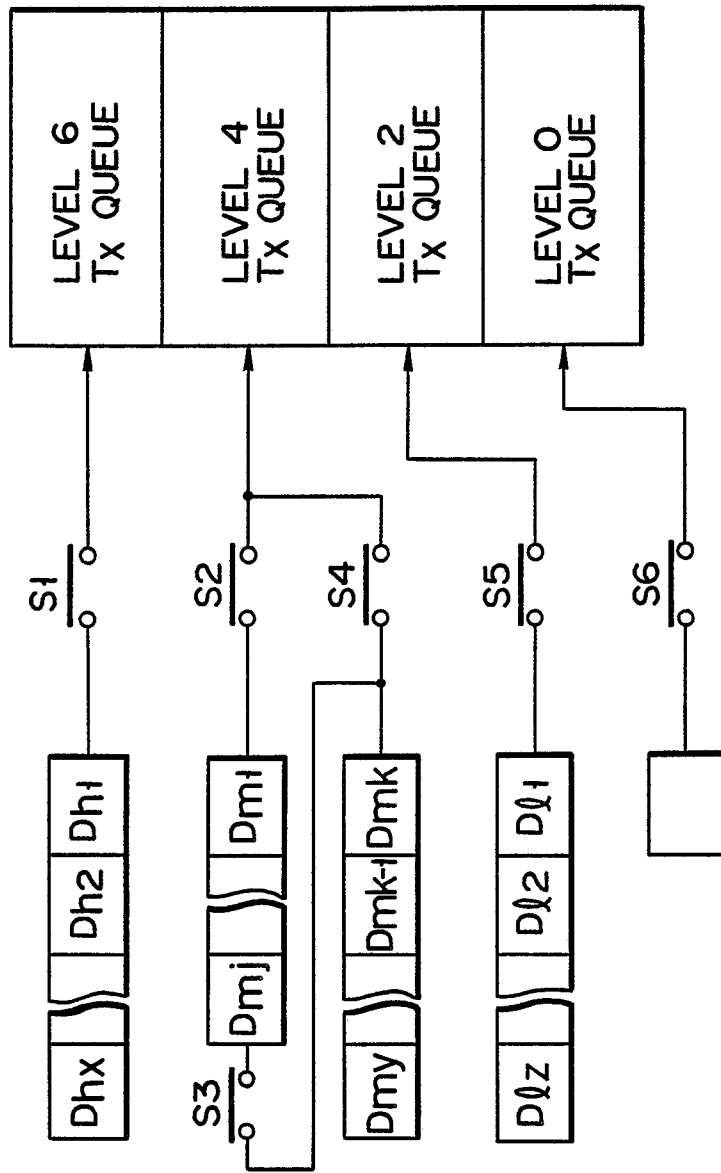 LEVEL 6
Tx QUEUE
LEVEL 4
Tx QUEUE
LEVEL 2
Tx QUEUE
LEVEL 0
Tx QUEUE
S1
S2
S4
S5
S6
S3
Dhx Dh2 Dh1
Dmj Dm1
Dmy Dmk-1 Dmk
Dℓz Dℓ2 Dℓ1